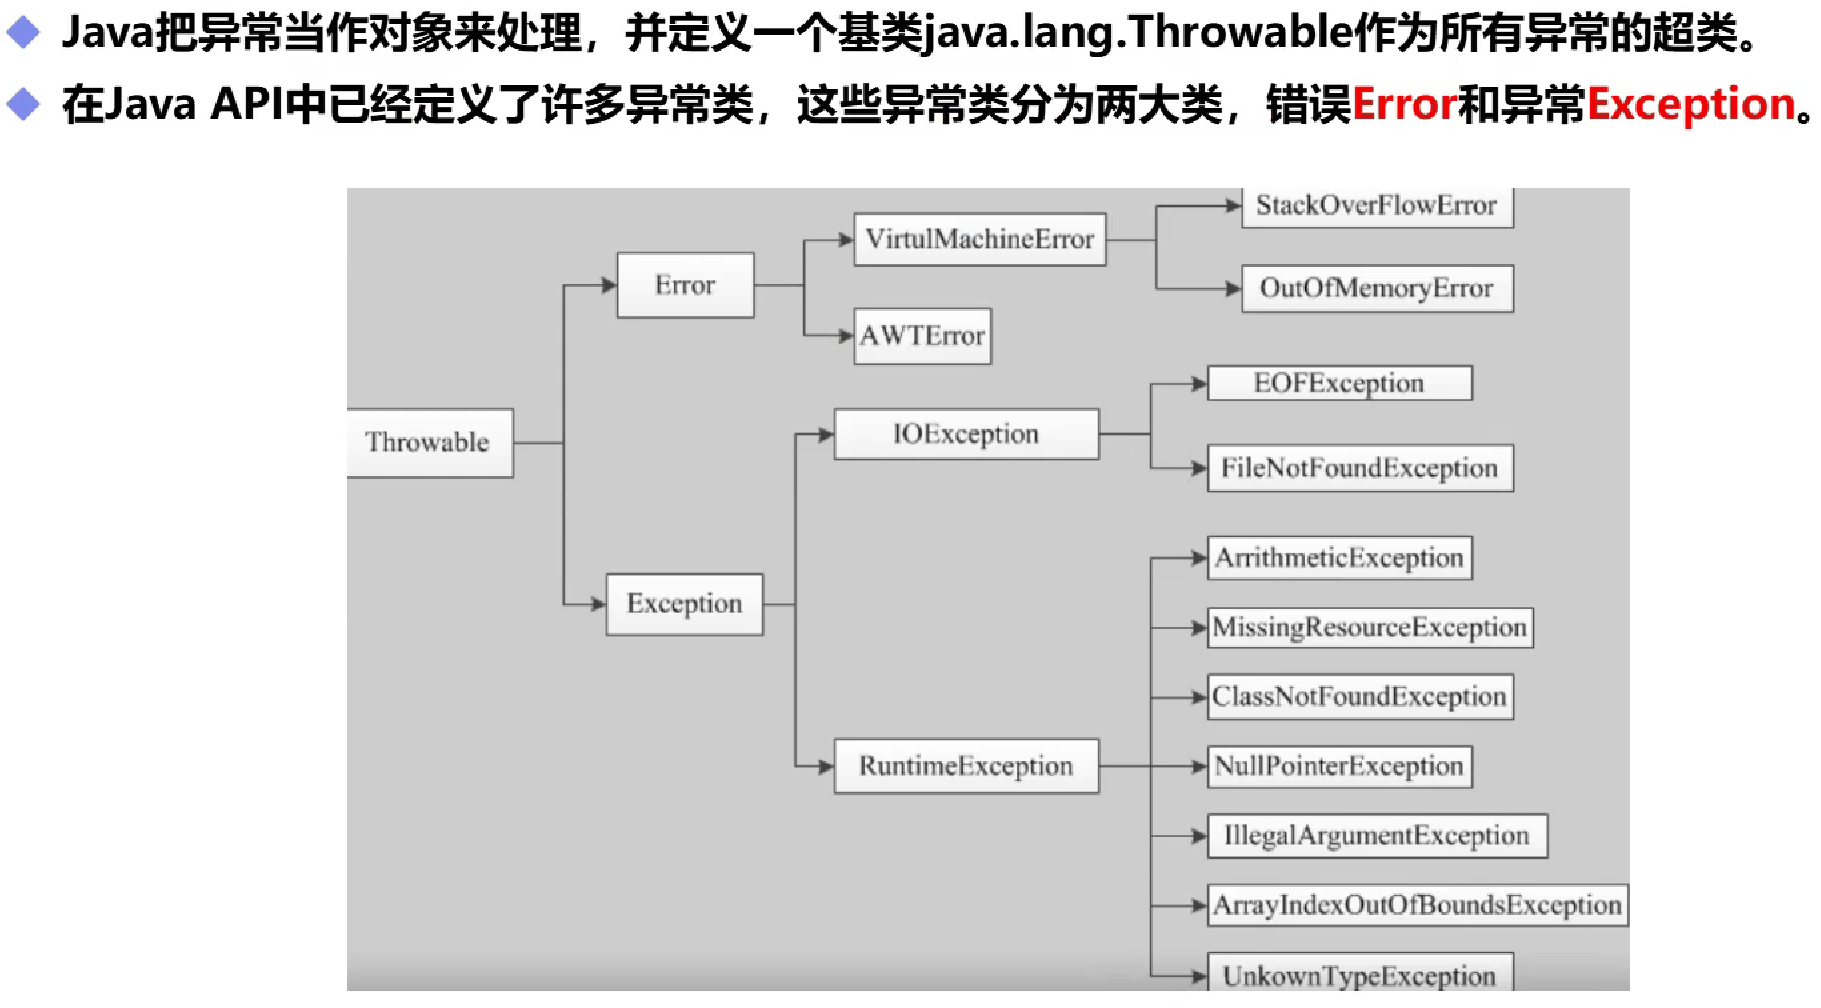 Java把异常当作对象来处理，并定义一个基类java.lang.Throwable作为所有异常的超类。
在Java API中已经定义了许多异常类，这些异常类分为两大类，错误Error和异常Exception。
StackOverFlowError
VirtulMachineError
Error
OutOfMemoryError
AWTError
EOFException
IOException
Throwable
FileNotFoundException
ArrithmeticException
Exception
MissingResourceException
ClassNotFoundException
RuntimeException
NullPointerException
IllegalArgumentException
ArrayIndexOutOfBoundsException
UnkownTypeException